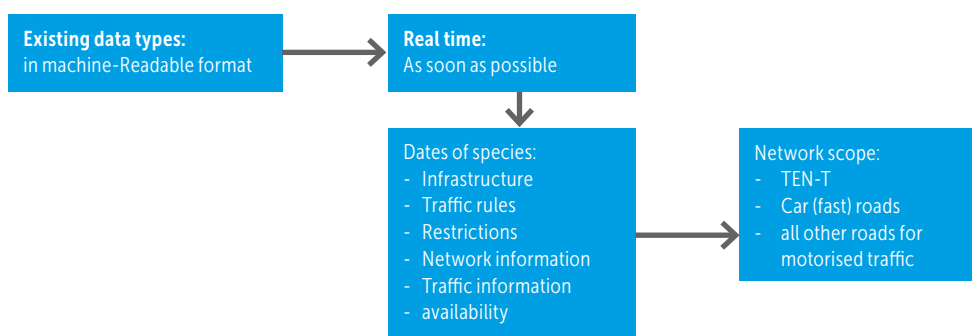 Existing data types:
in machine-Readable format
Real time:
As soon as possible
Dates of species:
- Infrastructure
- Traffic rules
- Restrictions
- Network information
- Traffic information
- availability
Network scope:
- TEN-T
- Car (fast) roads
- all other roads for
motorised traffic